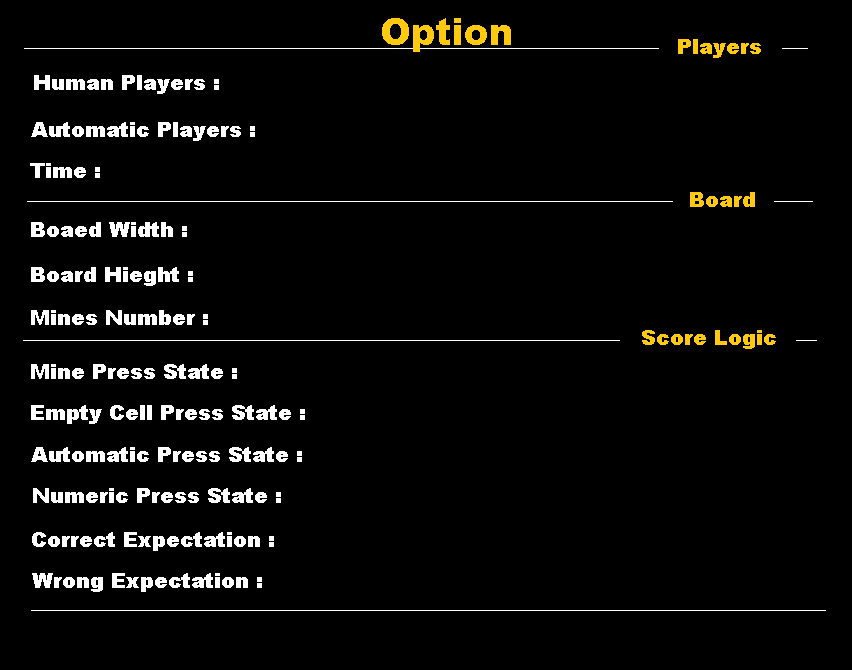 Option
Players
Human Players :
Automatic Players :
Time :
Board
Boaed Width :
Board Hieght :
Mines Number :
Score Logic
Mine Press State :
Empty Cell Press State :
Automatic Press State :
Numeric Press State :
Correct Expectation :
Wrong Expectation :